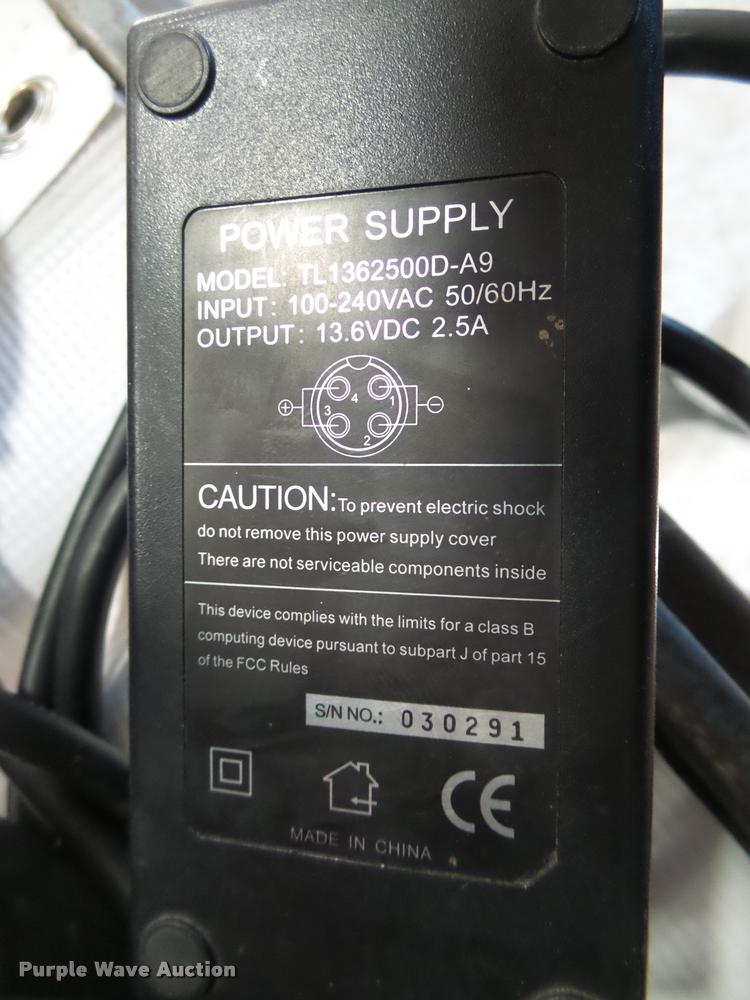 POWER SUPPLY
MODEL: TL1362500D-A9
INPUT: 100-240VAC 50/60Hz
OUTPUT: 13.6VDC 2.5A
+ 4 1 −
3 2
CAUTION: To prevent electric shock
do not remove this power supply cover
There are not serviceable components inside
This device complies with the limits for a class B
computing device pursuant to subpart J of part 15
of the FCC Rules
S/N NO.: 030291
CE
MADE IN CHINA
Purple Wave Auction